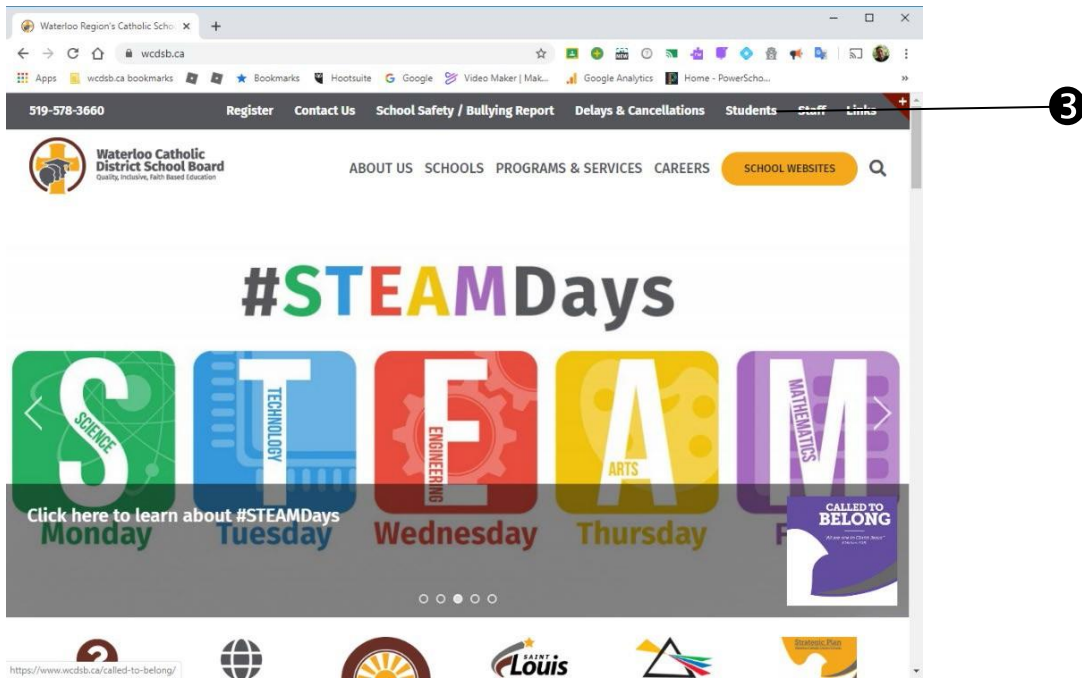 Waterloo Region's Catholic Scho
wcdsb.ca
Apps wcdsb.ca bookmarks Bookmarks Hootsuite Google Video Maker | Mak... Google Analytics Home - PowerScho... »
519-578-3660 Register Contact Us School Safety / Bullying Report Delays & Cancellations Students Staff Links +
3
Waterloo Catholic
District School Board
Quality, Inclusive, Faith Based Education
ABOUT US SCHOOLS PROGRAMS & SERVICES CAREERS SCHOOL WEBSITES
#STEAMDays
S T E A M
SCIENCE TECHNOLOGY ENGINEERING ARTS MATHEMATICS
Click here to learn about #STEAMDays
Monday Tuesday Wednesday Thursday F
CALLED TO
BELONG
?
SAINT
Louis
Strategic Plan
https://www.wcdsb.ca/called-to-belong/